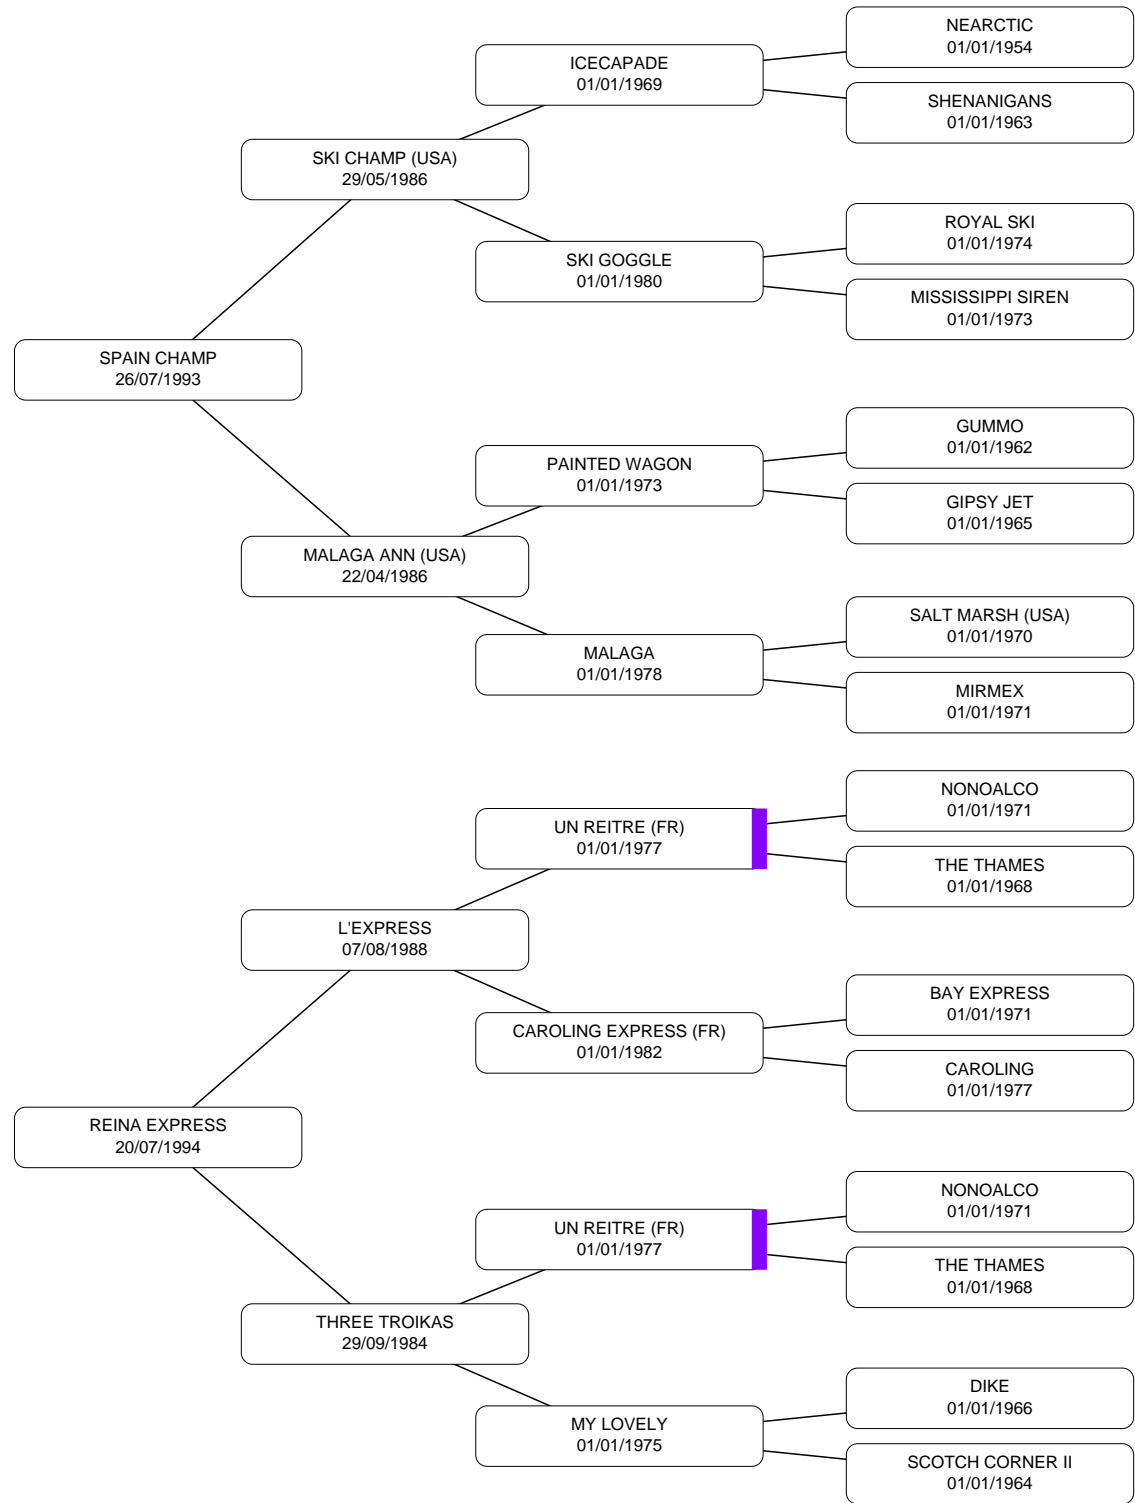 NEARCTIC
01/01/1954
ICECAPADE
01/01/1969
SHENANIGANS
01/01/1963
SKI CHAMP (USA)
29/05/1986
ROYAL SKI
01/01/1974
SKI GOGGLE
01/01/1980
MISSISSIPPI SIREN
01/01/1973
SPAIN CHAMP
26/07/1993
GUMMO
01/01/1962
PAINTED WAGON
01/01/1973
GIPSY JET
01/01/1965
MALAGA ANN (USA)
22/04/1986
SALT MARSH (USA)
01/01/1970
MALAGA
01/01/1978
MIRMEX
01/01/1971
NONOALCO
01/01/1971
UN REITRE (FR)
01/01/1977
THE THAMES
01/01/1968
L'EXPRESS
07/08/1988
BAY EXPRESS
01/01/1971
CAROLING EXPRESS (FR)
01/01/1982
CAROLING
01/01/1977
REINA EXPRESS
20/07/1994
NONOALCO
01/01/1971
UN REITRE (FR)
01/01/1977
THE THAMES
01/01/1968
THREE TROIKAS
29/09/1984
DIKE
01/01/1966
MY LOVELY
01/01/1975
SCOTCH CORNER II
01/01/1964